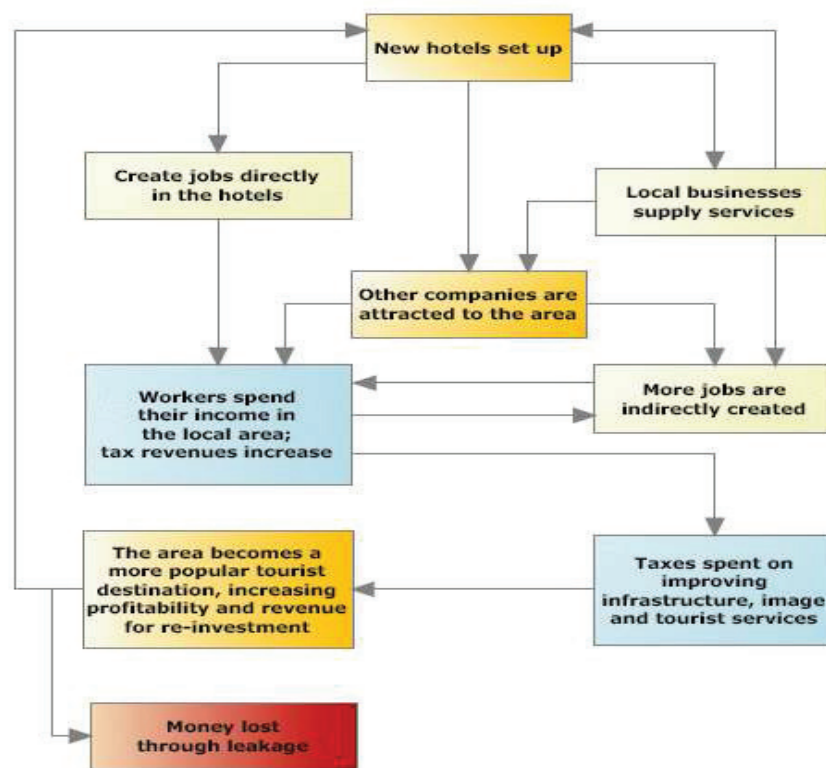 New hotels set up
Create jobs directly
in the hotels
Local businesses
supply services
Other companies are
attracted to the area
Workers spend
their income in
the local area;
tax revenues increase
More jobs are
indirectly created
The area becomes a
more popular tourist
destination, increasing
profitability and revenue
for re-investment
Taxes spent on
improving
infrastructure, image
and tourist services
Money lost
through leakage